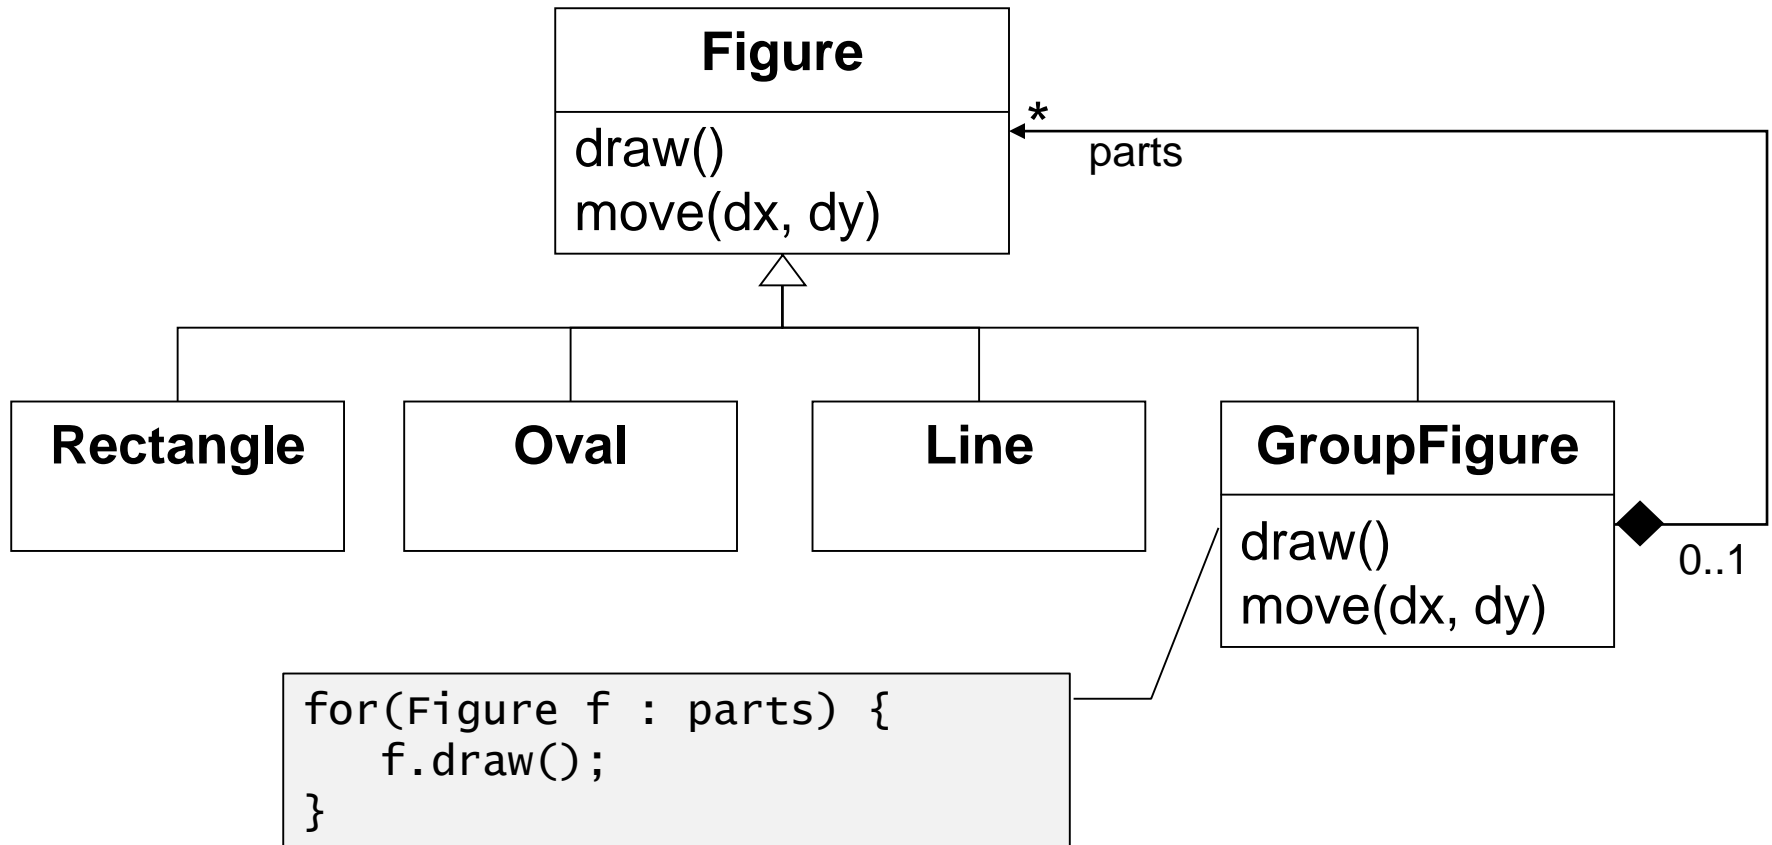 Figure
draw()
move(dx, dy)
*
parts
Rectangle
Oval
Line
GroupFigure
draw()
move(dx, dy)
0..1
for(Figure f : parts) {
   f.draw();
}